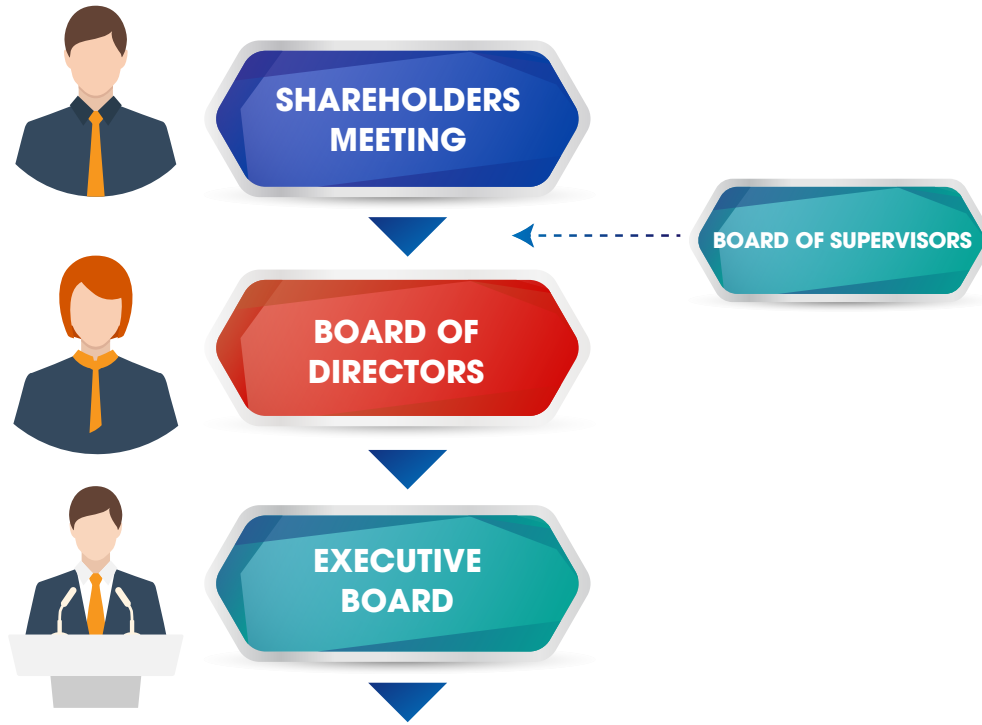 SHAREHOLDERS
MEETING
BOARD OF SUPERVISORS
BOARD OF
DIRECTORS
EXECUTIVE
BOARD